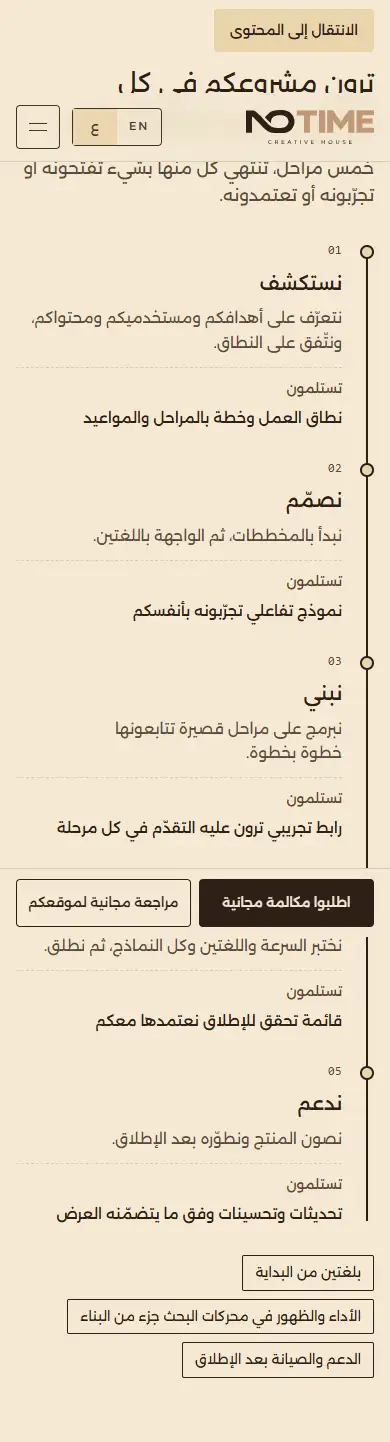 الانتقال إلى المحتوى
ترون مشروعكم في كل
NOTIME
CREATIVE HOUSE
EN
ع
خمس مراحل، تنتهي كل منها بشيء تفتحونه أو
تجرّبونه أو تعتمدونه.
01
نستكشف
نتعرّف على أهدافكم ومستخدميكم ومحتواكم،
ونتّفق على النطاق.
تستلمون
نطاق العمل وخطة بالمراحل والمواعيد
02
نصمّم
نبدأ بالمخططات، ثم الواجهة باللغتين.
تستلمون
نموذج تفاعلي تجرّبونه بأنفسكم
03
نبني
نبرمج على مراحل قصيرة تتابعونها
خطوة بخطوة.
تستلمون
رابط تجريبي ترون عليه التقدّم في كل مرحلة
اطلبوا مكالمة مجانية
مراجعة مجانية لموقعكم
نختبر السرعة واللغتين وكل النماذج، ثم نطلق.
تستلمون
قائمة تحقق للإطلاق نعتمدها معكم
05
ندعم
نصون المنتج ونطوّره بعد الإطلاق.
تستلمون
تحديثات وتحسينات وفق ما يتضمّنه العرض
بلغتين من البداية
الأداء والظهور في محركات البحث جزء من البناء
الدعم والصيانة بعد الإطلاق